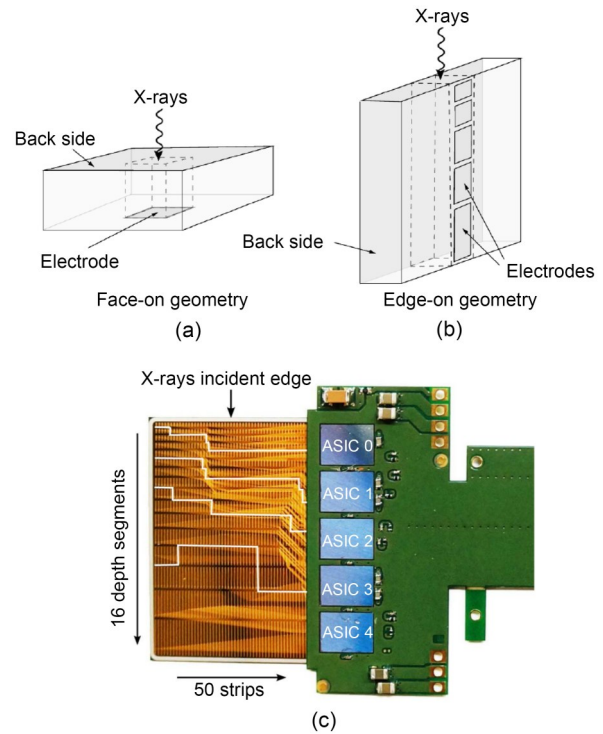 X-rays
Back side
Electrode
Face-on geometry
(a)
X-rays
Back side
Electrodes
Edge-on geometry
(b)
X-rays incident edge
16 depth segments
50 strips
ASIC 0
ASIC 1
ASIC 2
ASIC 3
ASIC 4
(c)